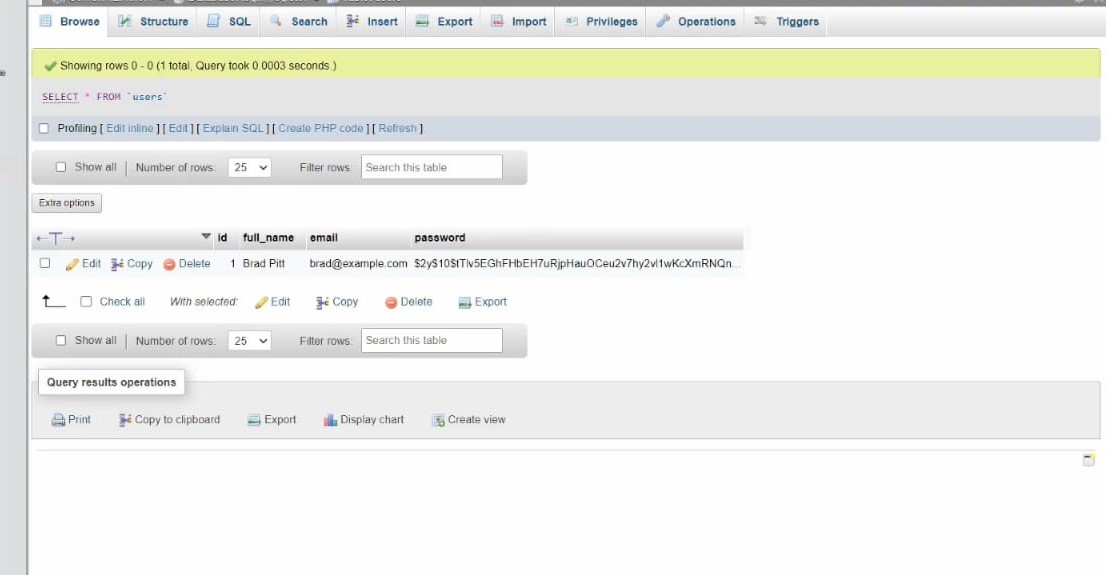 Browse Structure SQL Search Insert Export Import Privileges Operations Triggers
Showing rows 0 - 0 (1 total, Query took 0.0003 seconds.)
SELECT * FROM `users`
Profiling [ Edit inline ] [ Edit ] [ Explain SQL ] [ Create PHP code ] [ Refresh ]
Show all | Number of rows: 25 Filter rows: Search this table
Extra options
←T→ id full_name email password
Edit Copy Delete 1 Brad Pitt brad@example.com
Check all With selected: Edit Copy Delete Export
Show all | Number of rows: 25 Filter rows: Search this table
Query results operations
Print Copy to clipboard Export Display chart Create view